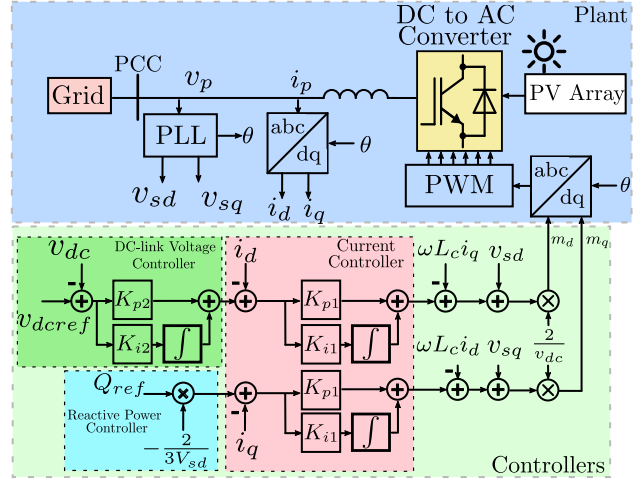 DC to AC
Converter
Plant
PCC
v_p
i_p
Grid
PV Array
PLL
θ
abc
dq
θ
abc
dq
θ
PWM
v_sd
v_sq
i_d
i_q
m_d
m_q
v_dc
DC-link Voltage
Controller
i_d
Current
Controller
ωL_c i_q
v_sd
K_p2
K_p1
v_dcref
K_i2
∫
K_i1
∫
2
v_dc
ωL_c i_d
v_sq
Q_ref
K_p1
Reactive Power
Controller
K_i1
∫
i_q
- 2
3V_sd
Controllers